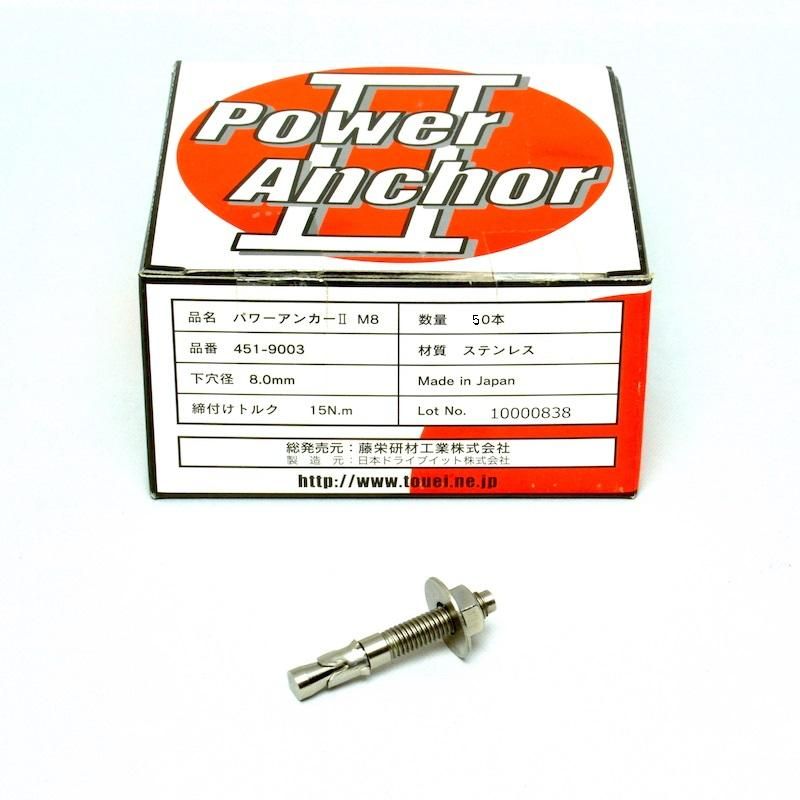 Power
II
Anchor
品名 パワーアンカーⅡ M8 数量 50本
品番 451-9003 材質 ステンレス
下穴径 8.0mm Made in Japan
締付けトルク 15N.m Lot No. 10000838
総発売元：藤栄研材工業株式会社
製造元：日本ドライブイット株式会社
http://www.touei.ne.jp